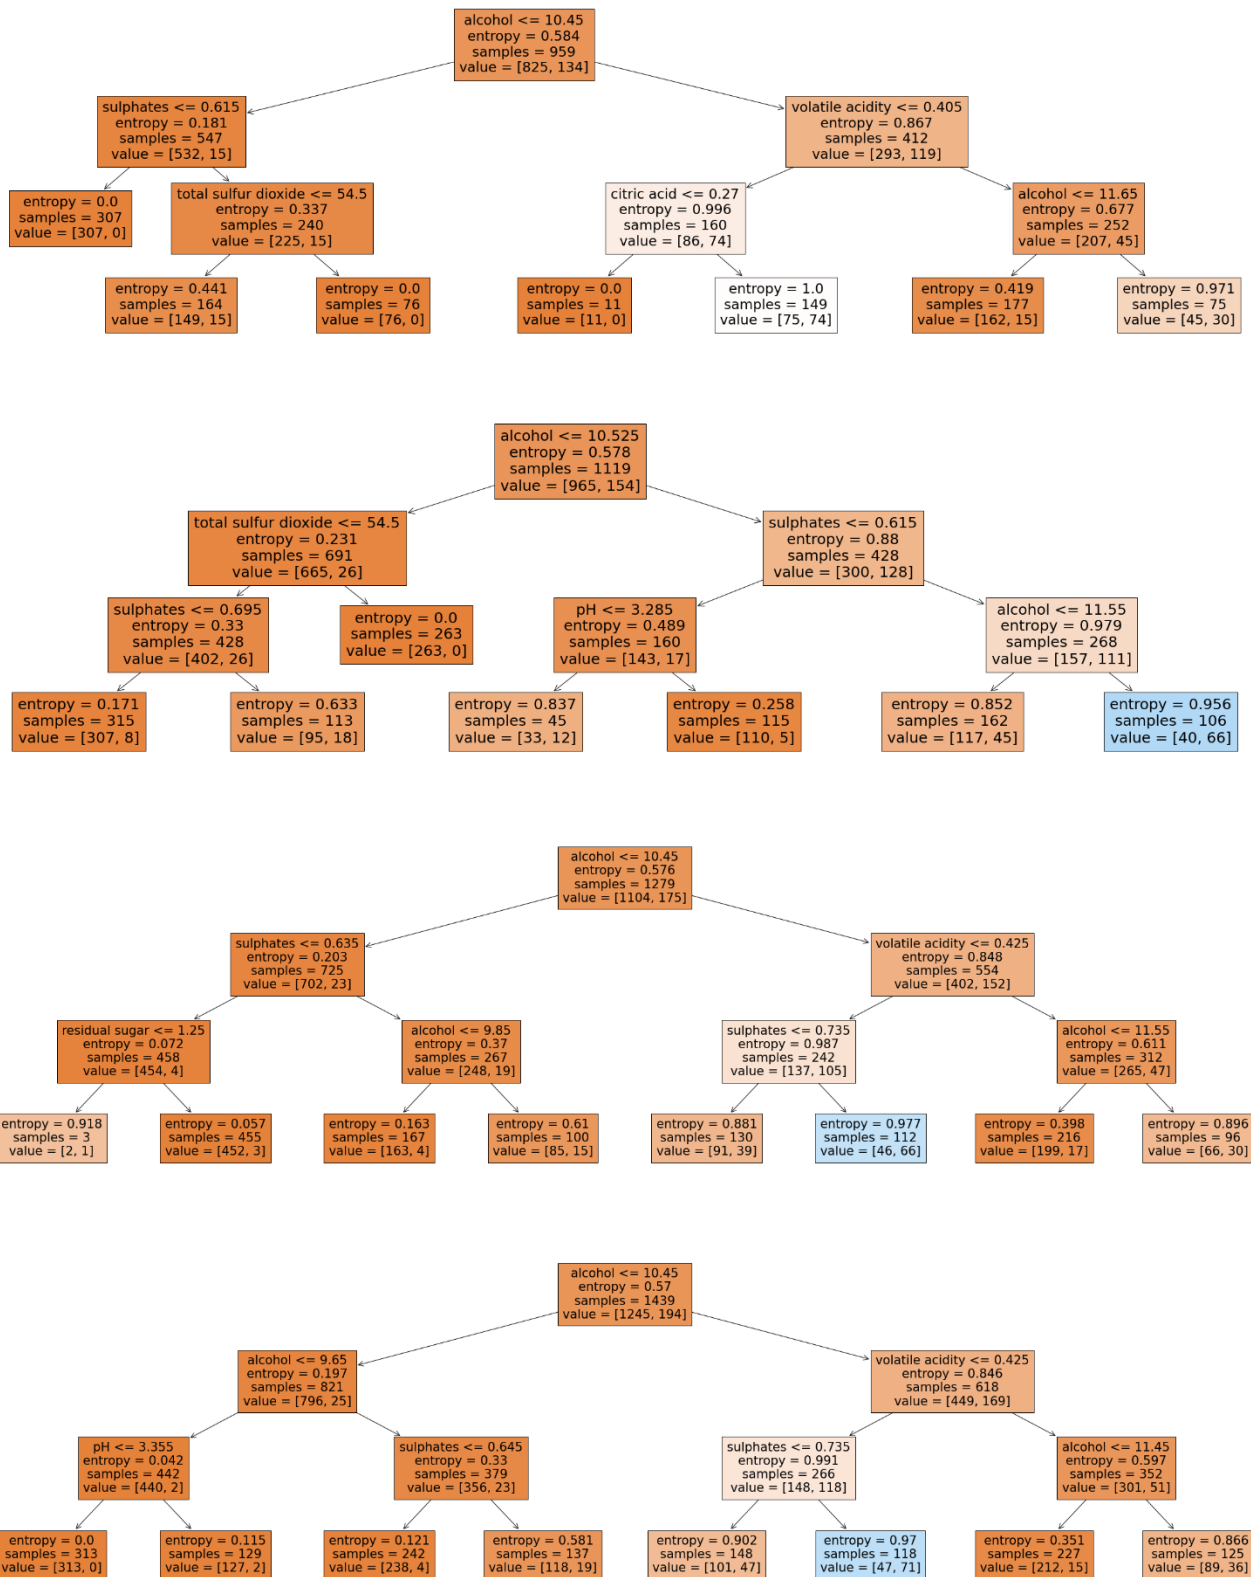 alcohol <= 10.45
entropy = 0.584
samples = 959
value = [825, 134]
sulphates <= 0.615
entropy = 0.181
samples = 547
value = [532, 15]
volatile acidity <= 0.405
entropy = 0.867
samples = 412
value = [293, 119]
entropy = 0.0
samples = 307
value = [307, 0]
total sulfur dioxide <= 54.5
entropy = 0.337
samples = 240
value = [225, 15]
citric acid <= 0.27
entropy = 0.996
samples = 160
value = [86, 74]
alcohol <= 11.65
entropy = 0.677
samples = 252
value = [207, 45]
entropy = 0.441
samples = 164
value = [149, 15]
entropy = 0.0
samples = 76
value = [76, 0]
entropy = 0.0
samples = 11
value = [11, 0]
entropy = 1.0
samples = 149
value = [75, 74]
entropy = 0.419
samples = 177
value = [162, 15]
entropy = 0.971
samples = 75
value = [45, 30]
alcohol <= 10.525
entropy = 0.578
samples = 1119
value = [965, 154]
total sulfur dioxide <= 54.5
entropy = 0.231
samples = 691
value = [665, 26]
sulphates <= 0.615
entropy = 0.88
samples = 428
value = [300, 128]
sulphates <= 0.695
entropy = 0.33
samples = 428
value = [402, 26]
entropy = 0.0
samples = 263
value = [263, 0]
pH <= 3.285
entropy = 0.489
samples = 160
value = [143, 17]
alcohol <= 11.55
entropy = 0.979
samples = 268
value = [157, 111]
entropy = 0.171
samples = 315
value = [307, 8]
entropy = 0.633
samples = 113
value = [95, 18]
entropy = 0.837
samples = 45
value = [33, 12]
entropy = 0.258
samples = 115
value = [110, 5]
entropy = 0.852
samples = 162
value = [117, 45]
entropy = 0.956
samples = 106
value = [40, 66]
alcohol <= 10.45
entropy = 0.576
samples = 1279
value = [1104, 175]
sulphates <= 0.635
entropy = 0.203
samples = 725
value = [702, 23]
volatile acidity <= 0.425
entropy = 0.848
samples = 554
value = [402, 152]
residual sugar <= 1.25
entropy = 0.072
samples = 458
value = [454, 4]
alcohol <= 9.85
entropy = 0.37
samples = 267
value = [248, 19]
sulphates <= 0.735
entropy = 0.987
samples = 242
value = [137, 105]
alcohol <= 11.55
entropy = 0.611
samples = 312
value = [265, 47]
entropy = 0.918
samples = 3
value = [2, 1]
entropy = 0.057
samples = 455
value = [452, 3]
entropy = 0.163
samples = 167
value = [163, 4]
entropy = 0.61
samples = 100
value = [85, 15]
entropy = 0.881
samples = 130
value = [91, 39]
entropy = 0.977
samples = 112
value = [46, 66]
entropy = 0.398
samples = 216
value = [199, 17]
entropy = 0.896
samples = 96
value = [66, 30]
alcohol <= 10.45
entropy = 0.57
samples = 1439
value = [1245, 194]
alcohol <= 9.65
entropy = 0.197
samples = 821
value = [796, 25]
volatile acidity <= 0.425
entropy = 0.846
samples = 618
value = [449, 169]
pH <= 3.355
entropy = 0.042
samples = 442
value = [440, 2]
sulphates <= 0.645
entropy = 0.33
samples = 379
value = [356, 23]
sulphates <= 0.735
entropy = 0.991
samples = 266
value = [148, 118]
alcohol <= 11.45
entropy = 0.597
samples = 352
value = [301, 51]
entropy = 0.0
samples = 313
value = [313, 0]
entropy = 0.115
samples = 129
value = [127, 2]
entropy = 0.121
samples = 242
value = [238, 4]
entropy = 0.581
samples = 137
value = [118, 19]
entropy = 0.902
samples = 148
value = [101, 47]
entropy = 0.97
samples = 118
value = [47, 71]
entropy = 0.351
samples = 227
value = [212, 15]
entropy = 0.866
samples = 125
value = [89, 36]